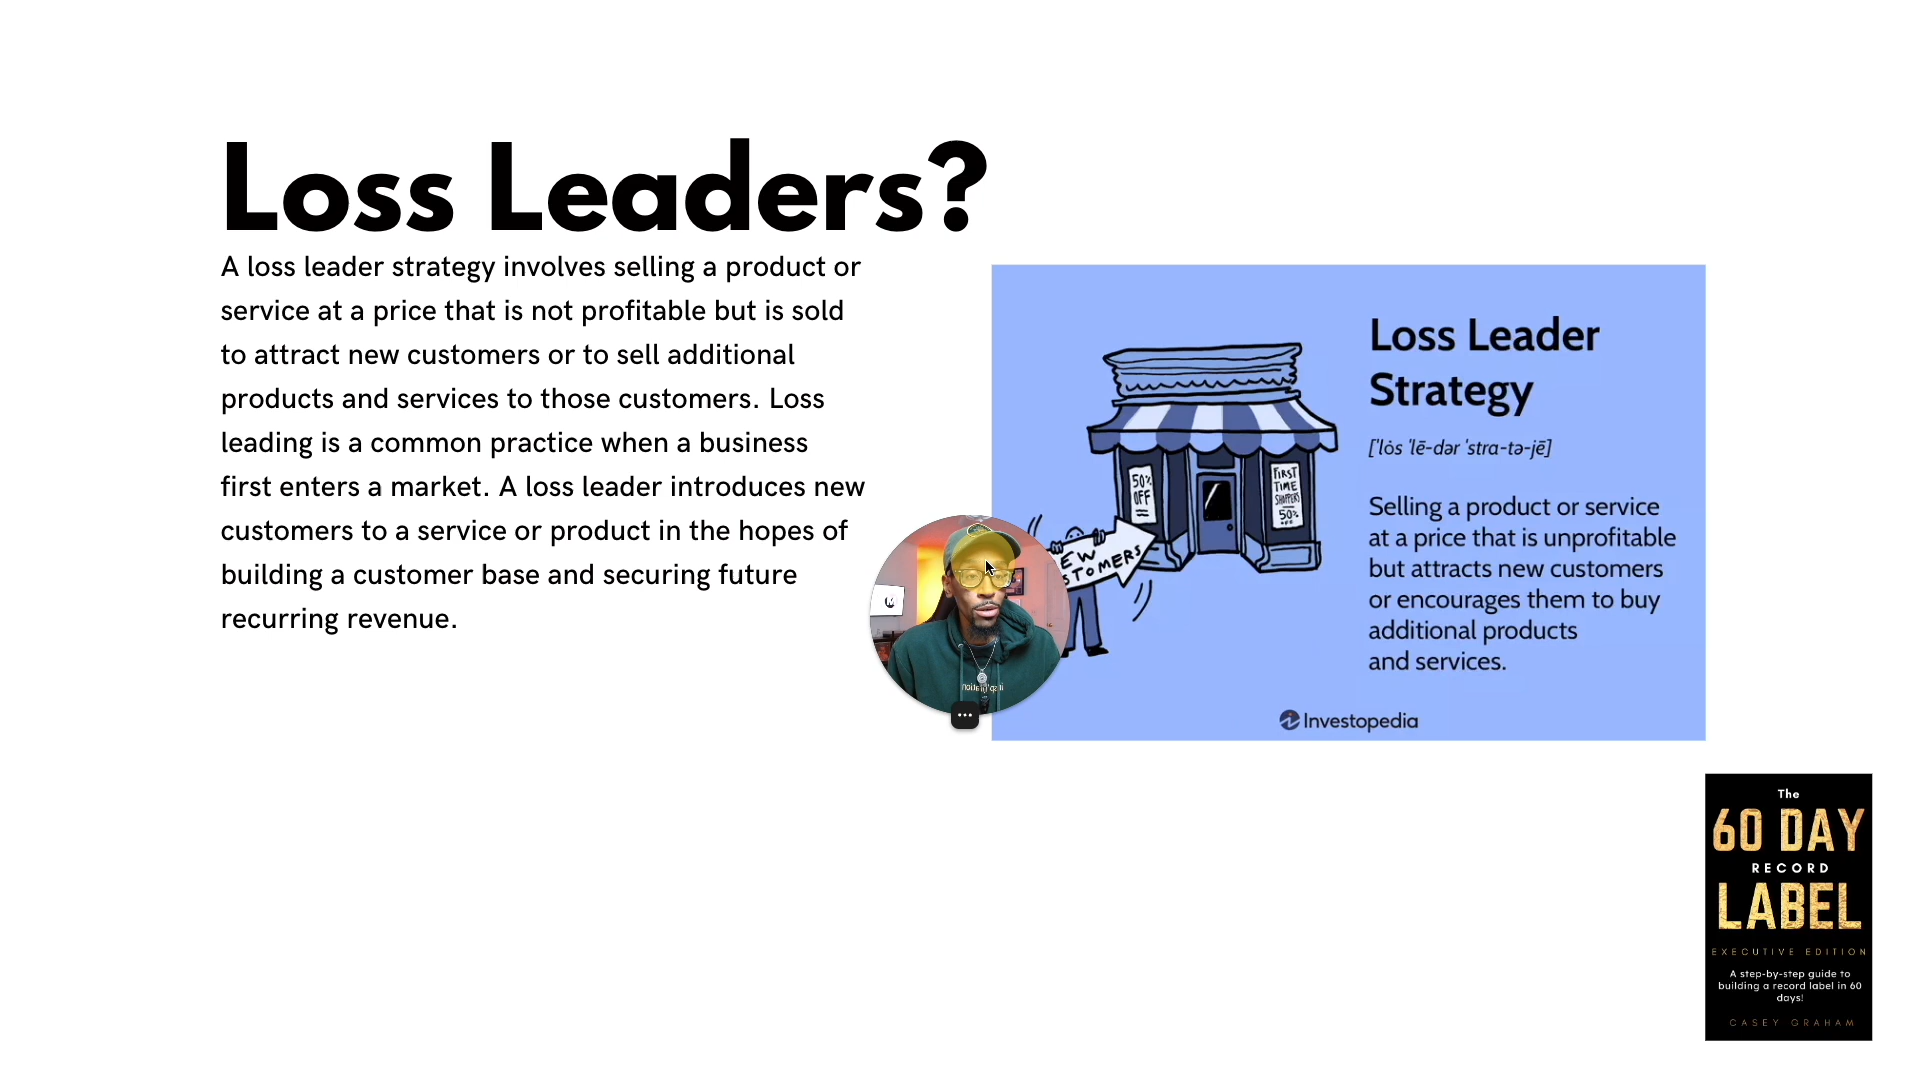 Loss Leaders?
A loss leader strategy involves selling a product or
service at a price that is not profitable but is sold
to attract new customers or to sell additional
products and services to those customers. Loss
leading is a common practice when a business
first enters a market. A loss leader introduces new
customers to a service or product in the hopes of
building a customer base and securing future
recurring revenue.
Loss Leader
Strategy
['lȯs 'lē-dər 'stra-tə-jē]
Selling a product or service
at a price that is unprofitable
but attracts new customers
or encourages them to buy
additional products
and services.
50%
OFF
FIRST
TIME
SHOPPERS
50%
EW
STOMERS
Investopedia
The
60 DAY
RECORD
LABEL
EXECUTIVE EDITION
A step-by-step guide to
building a record label in 60
days!
CASEY GRAHAM